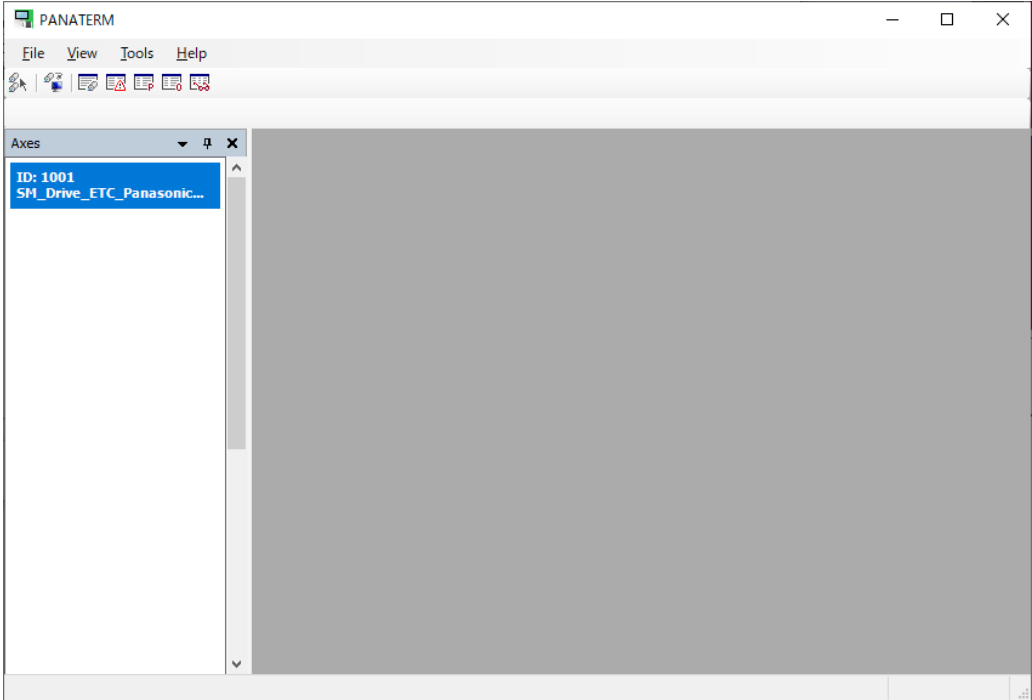 PANATERM
File View Tools Help
Axes
ID: 1001
SM_Drive_ETC_Panasonic...